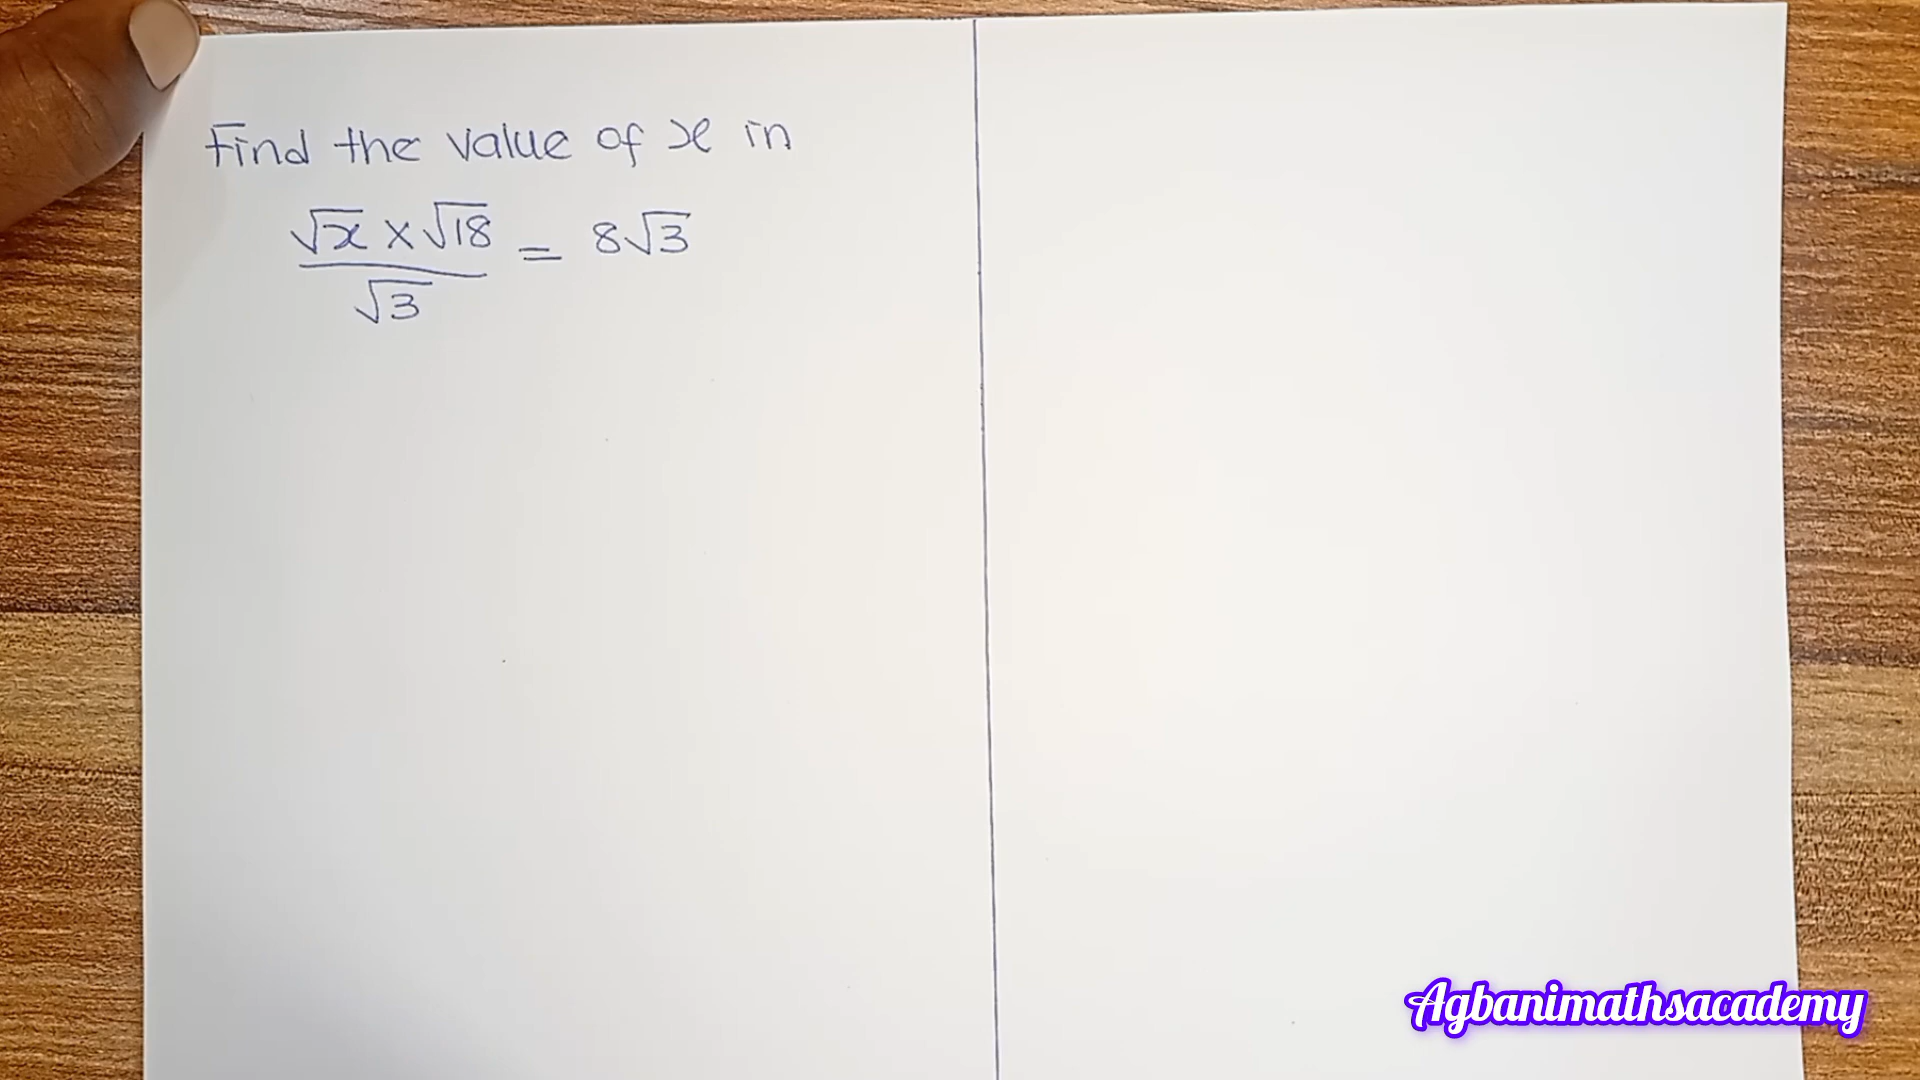 Find the value of x in
√x × √18 / √3 = 8√3
Agbanimathsacademy